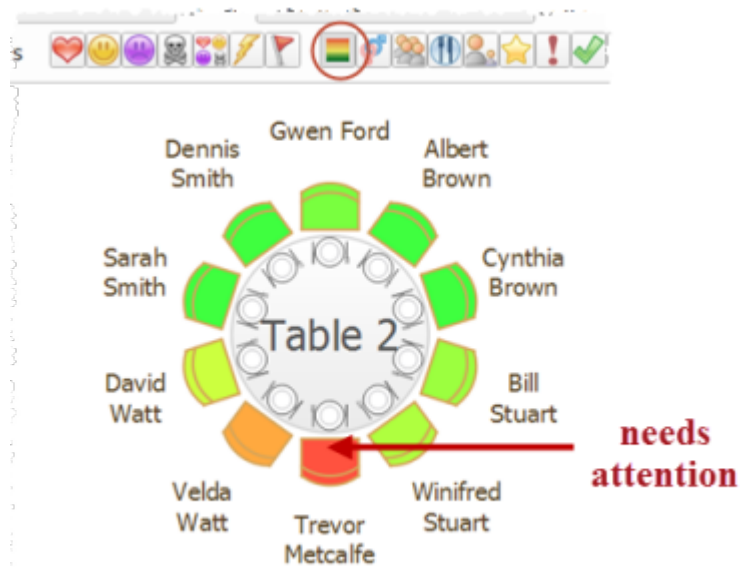 s
Gwen Ford
Dennis
Smith
Albert
Brown
Sarah
Smith
Cynthia
Brown
Table 2
David
Watt
Bill
Stuart
needs
attention
Velda
Watt
Winifred
Stuart
Trevor
Metcalfe